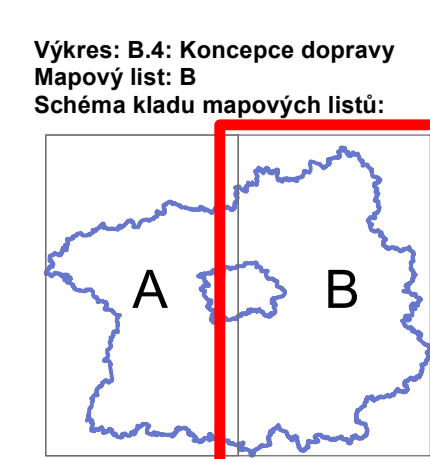 Výkres: B.4: Koncepce dopravy
Mapový list: B
Schéma kladu mapových listů:
A B